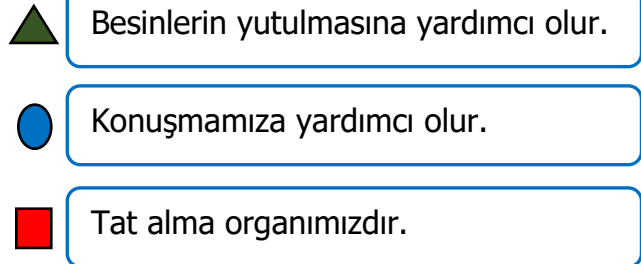 Besinlerin yutulmasına yardımcı olur.
Konuşmamıza yardımcı olur.
Tat alma organımızdır.